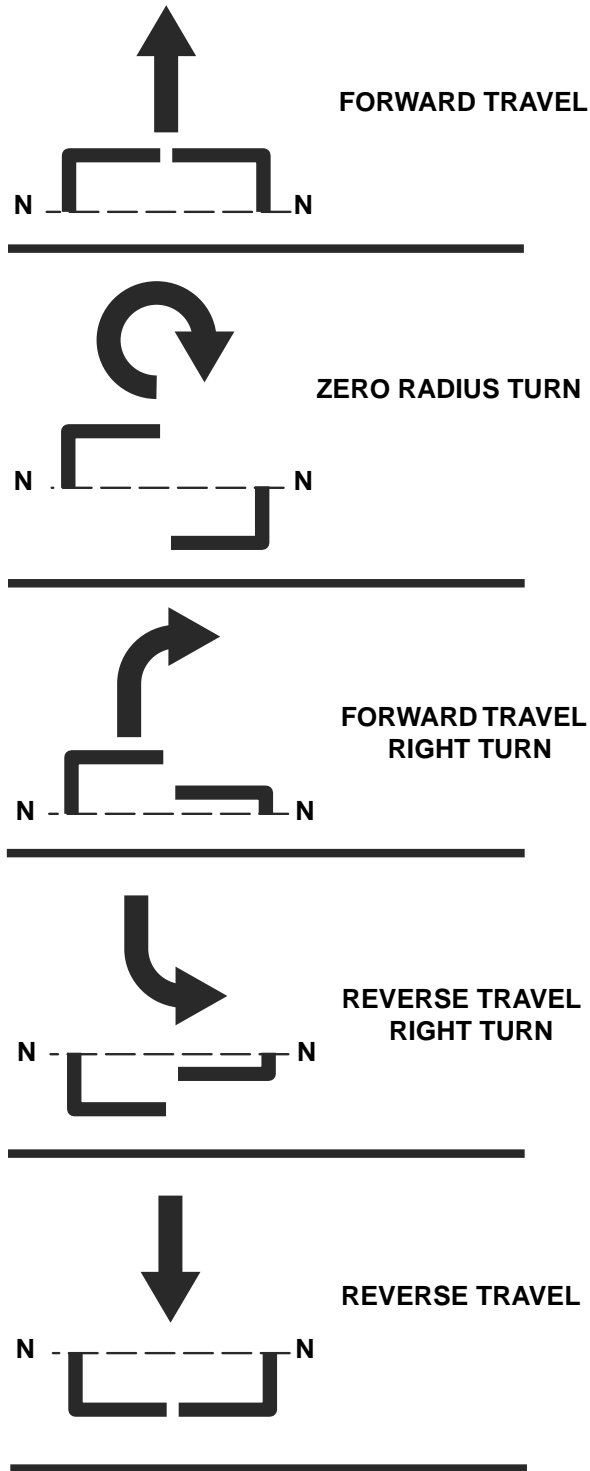 FORWARD TRAVEL
N N
ZERO RADIUS TURN
N N
FORWARD TRAVEL
RIGHT TURN
N N
REVERSE TRAVEL
RIGHT TURN
N N
REVERSE TRAVEL
N N